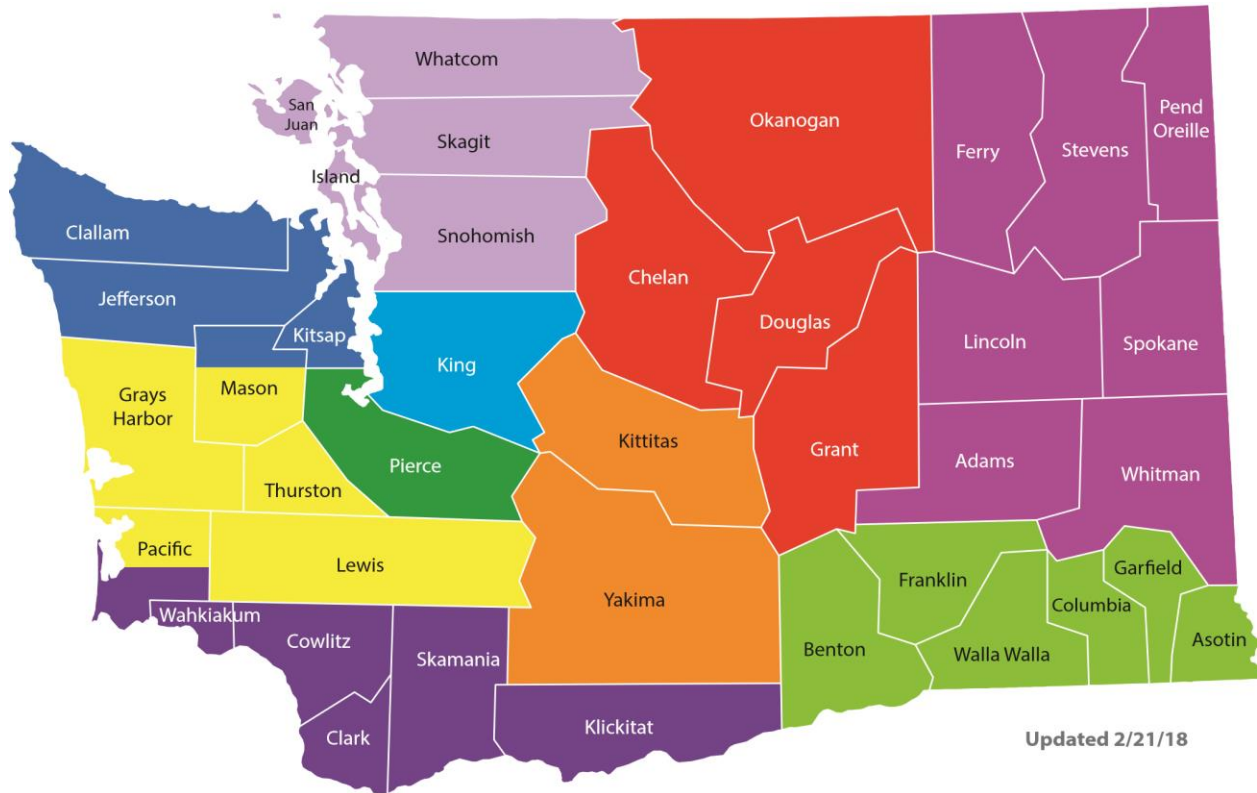 Whatcom
San
Juan
Skagit
Island
Snohomish
Okanogan
Ferry
Stevens
Pend
Oreille
Clallam
Jefferson
Kitsap
Chelan
Douglas
Lincoln
Spokane
King
Grays
Harbor
Mason
Kittitas
Grant
Adams
Whitman
Pierce
Thurston
Pacific
Lewis
Yakima
Franklin
Garfield
Columbia
Wahkiakum
Cowlitz
Skamania
Benton
Walla Walla
Asotin
Clark
Klickitat
Updated 2/21/18